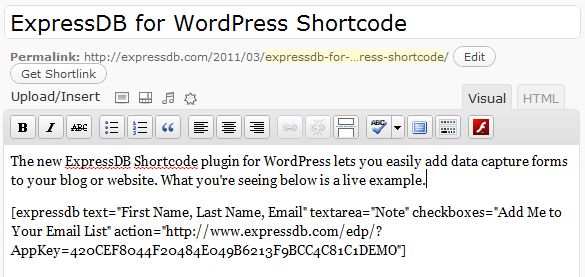 ExpressDB for WordPress Shortcode
Permalink: http://expressdb.com/2011/03/expressdb-for-…ress-shortcode/ Edit
Get Shortlink
Upload/Insert Visual HTML
B I ABC ABC
The new ExpressDB Shortcode plugin for WordPress lets you easily add data capture forms
to your blog or website. What you're seeing below is a live example.
[expressdb text="First Name, Last Name, Email" textarea="Note" checkboxes="Add Me to
Your Email List" action="http://www.expressdb.com/edp/?
AppKey=420CEF8044F20484E049B6213F9BCC4C81C1DEMO"]